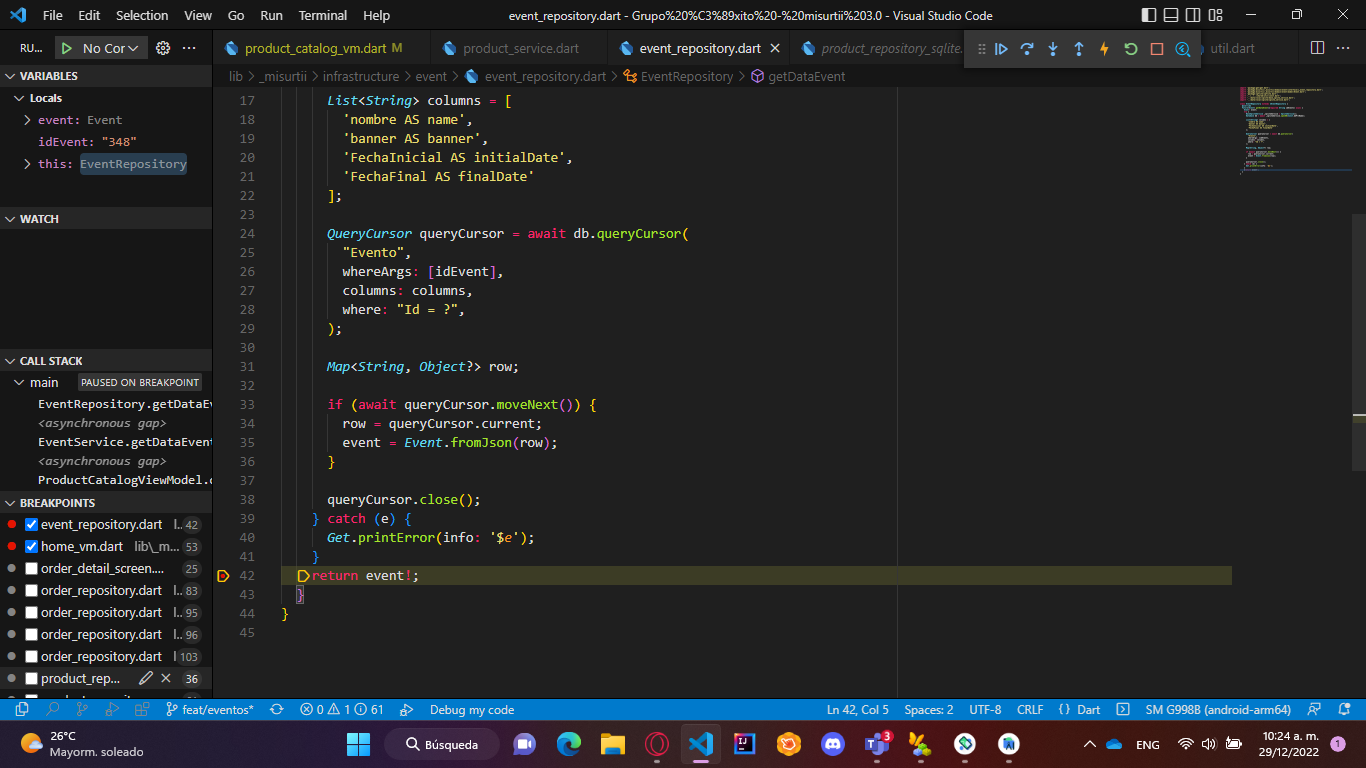 File Edit Selection View Go Run Terminal Help
event_repository.dart - Grupo%20%C3%89xito%20-%20misurtii%203.0 - Visual Studio Code
RU... No Cor
product_catalog_vm.dart M
product_service.dart
event_repository.dart
product_repository_sqlite.
util.dart
lib > _misurtii > infrastructure > event > event_repository.dart > EventRepository > getDataEvent
VARIABLES
Locals
event: Event
idEvent: "348"
this: EventRepository
WATCH
CALL STACK
main PAUSED ON BREAKPOINT
EventRepository.getDataEv
<asynchronous gap>
EventService.getDataEvent
<asynchronous gap>
ProductCatalogViewModel.
BREAKPOINTS
event_repository.dart l... 42
home_vm.dart lib\_m... 53
order_detail_screen.... 25
order_repository.dart l... 83
order_repository.dart l... 95
order_repository.dart l... 96
order_repository.dart l 103
product_rep... 36
17 List<String> columns = [
18 'nombre AS name',
19 'banner AS banner',
20 'FechaInicial AS initialDate',
21 'FechaFinal AS finalDate'
22 ];
23
24 QueryCursor queryCursor = await db.queryCursor(
25 "Evento",
26 whereArgs: [idEvent],
27 columns: columns,
28 where: "Id = ?",
29 );
30
31 Map<String, Object?> row;
32
33 if (await queryCursor.moveNext()) {
34 row = queryCursor.current;
35 event = Event.fromJson(row);
36 }
37
38 queryCursor.close();
39 } catch (e) {
40 Get.printError(info: '$e');
41 }
42 return event!;
43 }
44 }
45
feat/eventos* 0 1 61 Debug my code
Ln 42, Col 5 Spaces: 2 UTF-8 CRLF {} Dart SM G998B (android-arm64)
26°C
Mayorm. soleado
Búsqueda
3
ENG
10:24 a. m.
29/12/2022
1